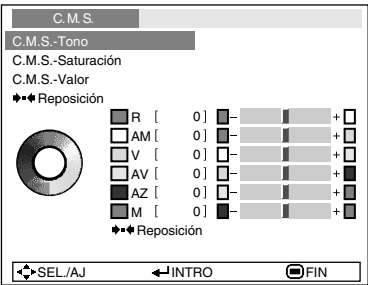 C.M.S.
C.M.S.-Tono
C.M.S.-Saturación
C.M.S.-Valor
Reposición
R [ 0] - +
AM [ 0] - +
V [ 0] - +
AV [ 0] - +
AZ [ 0] - +
M [ 0] - +
Reposición
SEL./AJ INTRO FIN